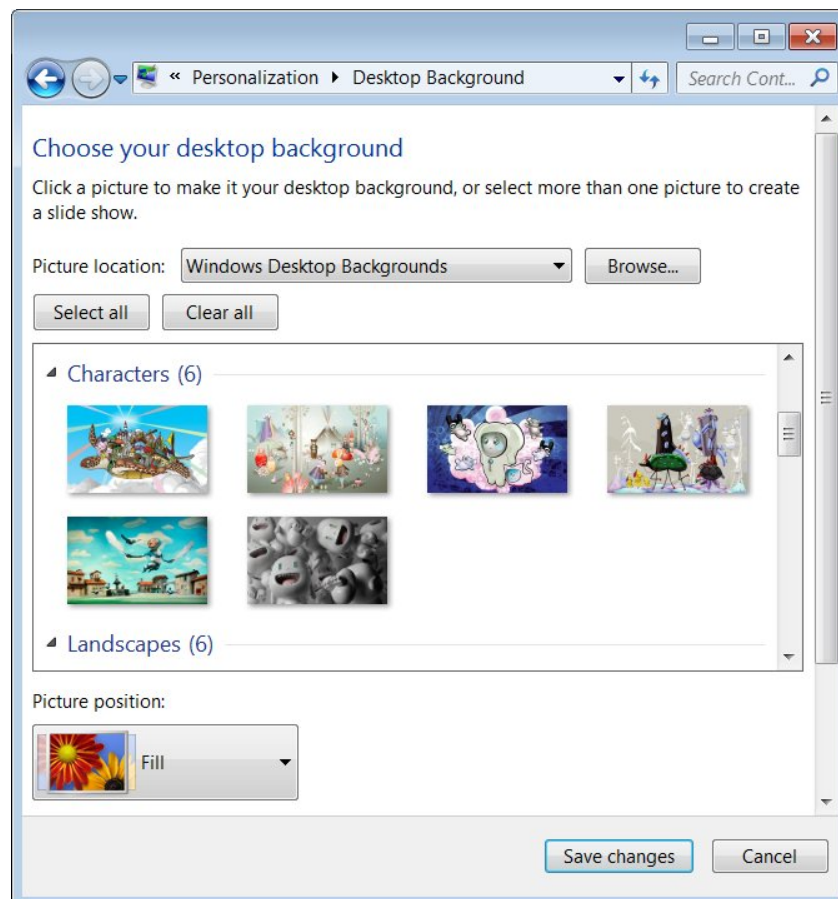 « Personalization ▸ Desktop Background
Search Cont...
Choose your desktop background
Click a picture to make it your desktop background, or select more than one picture to create
a slide show.
Picture location: Windows Desktop Backgrounds Browse...
Select all Clear all
Characters (6)
Landscapes (6)
Picture position:
Fill
Save changes Cancel